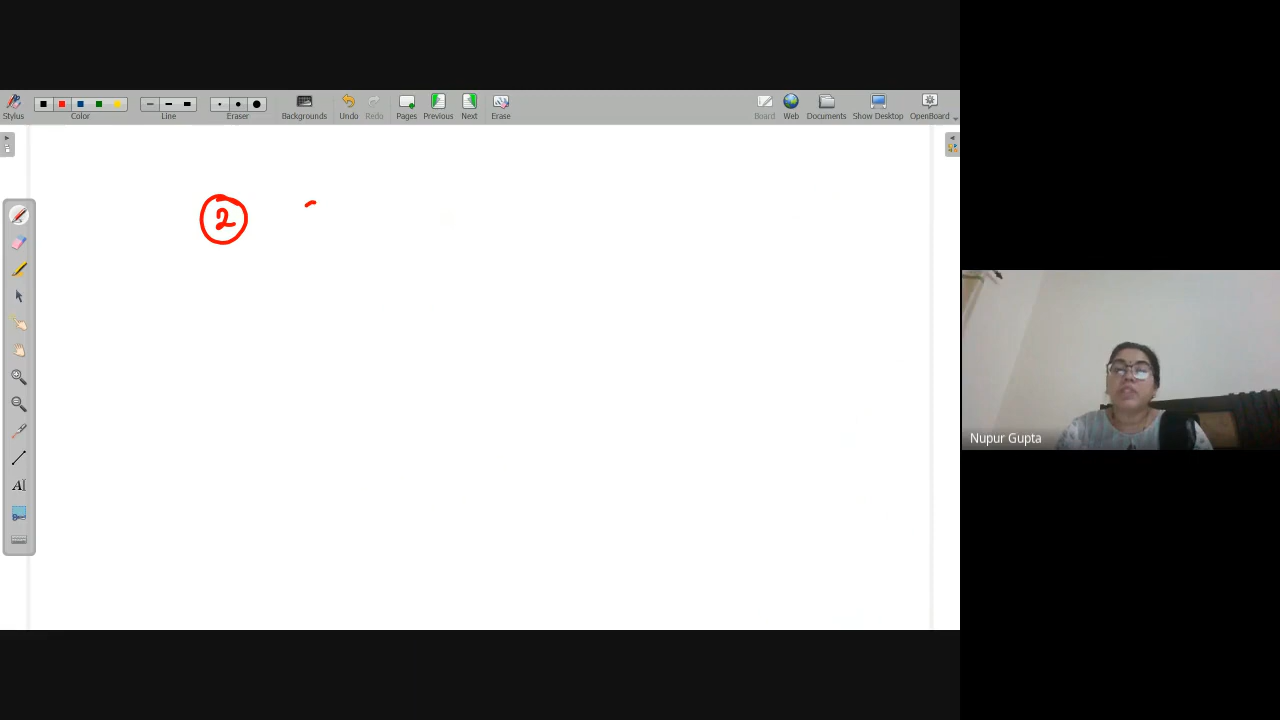 Stylus
Color
Line
Eraser
Backgrounds
Undo
Redo
Pages
Previous
Next
Erase
Board
Web
Documents
Show Desktop
OpenBoard
2
Nupur Gupta